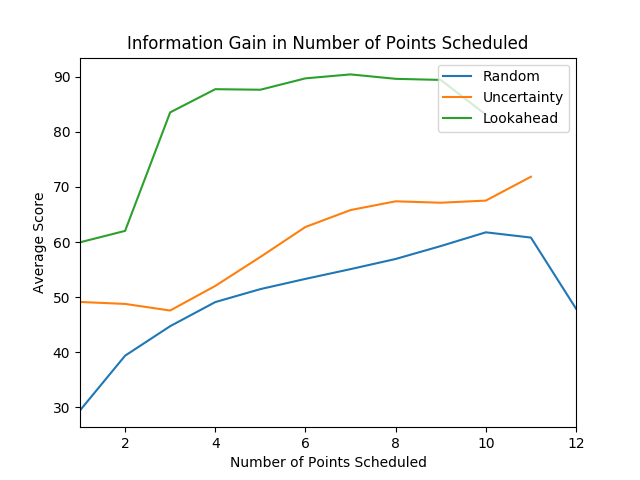 Information Gain in Number of Points Scheduled
Random
Uncertainty
Lookahead
Average Score
90
80
70
60
50
40
30
2
4
6
8
10
12
Number of Points Scheduled